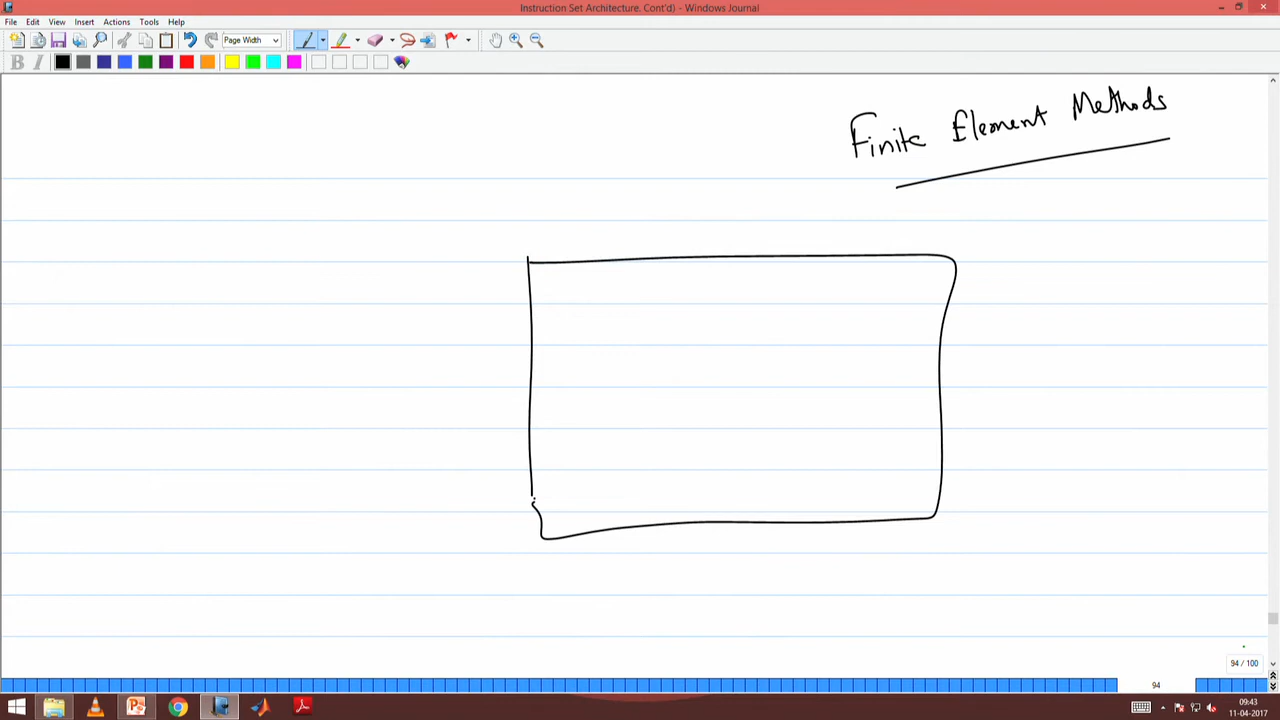 Instruction Set Architecture. Cont'd) - Windows Journal
File Edit View Insert Actions Tools Help
Page Width
B I
Finite Element Methods
94 / 100
94
09:43
11-04-2017